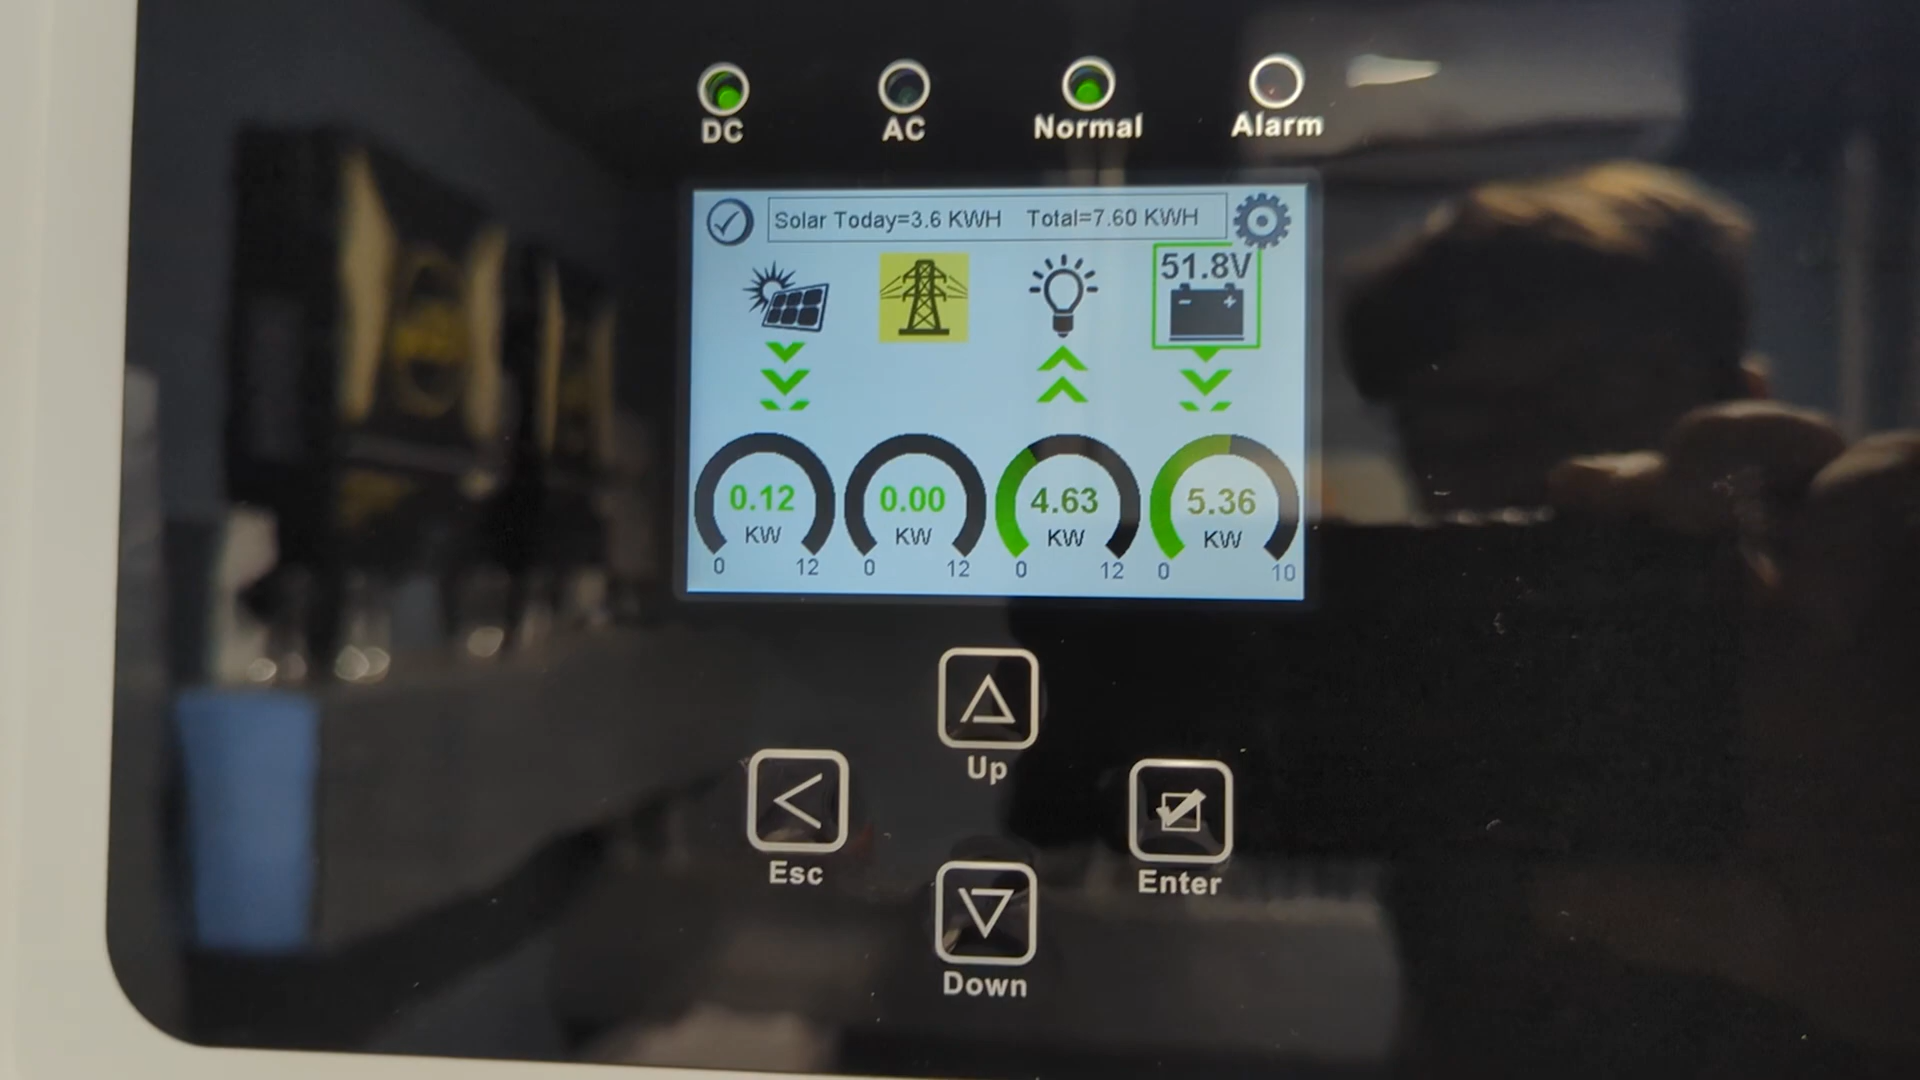 DC AC Normal Alarm
Solar Today=3.6 KWH Total=7.60 KWH
51.8V
0.12 0.00 4.63 5.36
KW KW KW KW
0 12 0 12 0 12 0 10
Up
Esc Enter
Down